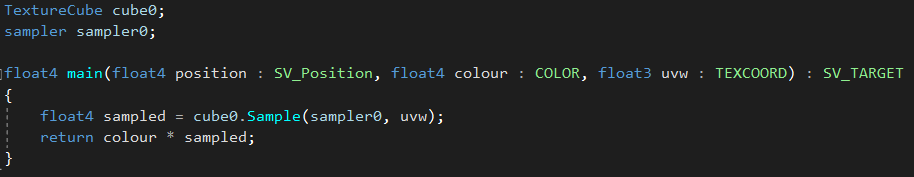 TextureCube cube0;
sampler sampler0;
float4 main(float4 position : SV_Position, float4 colour : COLOR, float3 uvw : TEXCOORD) : SV_TARGET
{
    float4 sampled = cube0.Sample(sampler0, uvw);
    return colour * sampled;
}